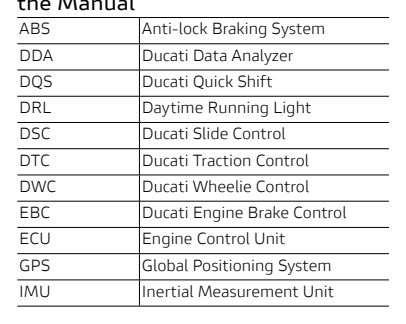 the Manual
ABS Anti-lock Braking System
DDA Ducati Data Analyzer
DQS Ducati Quick Shift
DRL Daytime Running Light
DSC Ducati Slide Control
DTC Ducati Traction Control
DWC Ducati Wheelie Control
EBC Ducati Engine Brake Control
ECU Engine Control Unit
GPS Global Positioning System
IMU Inertial Measurement Unit